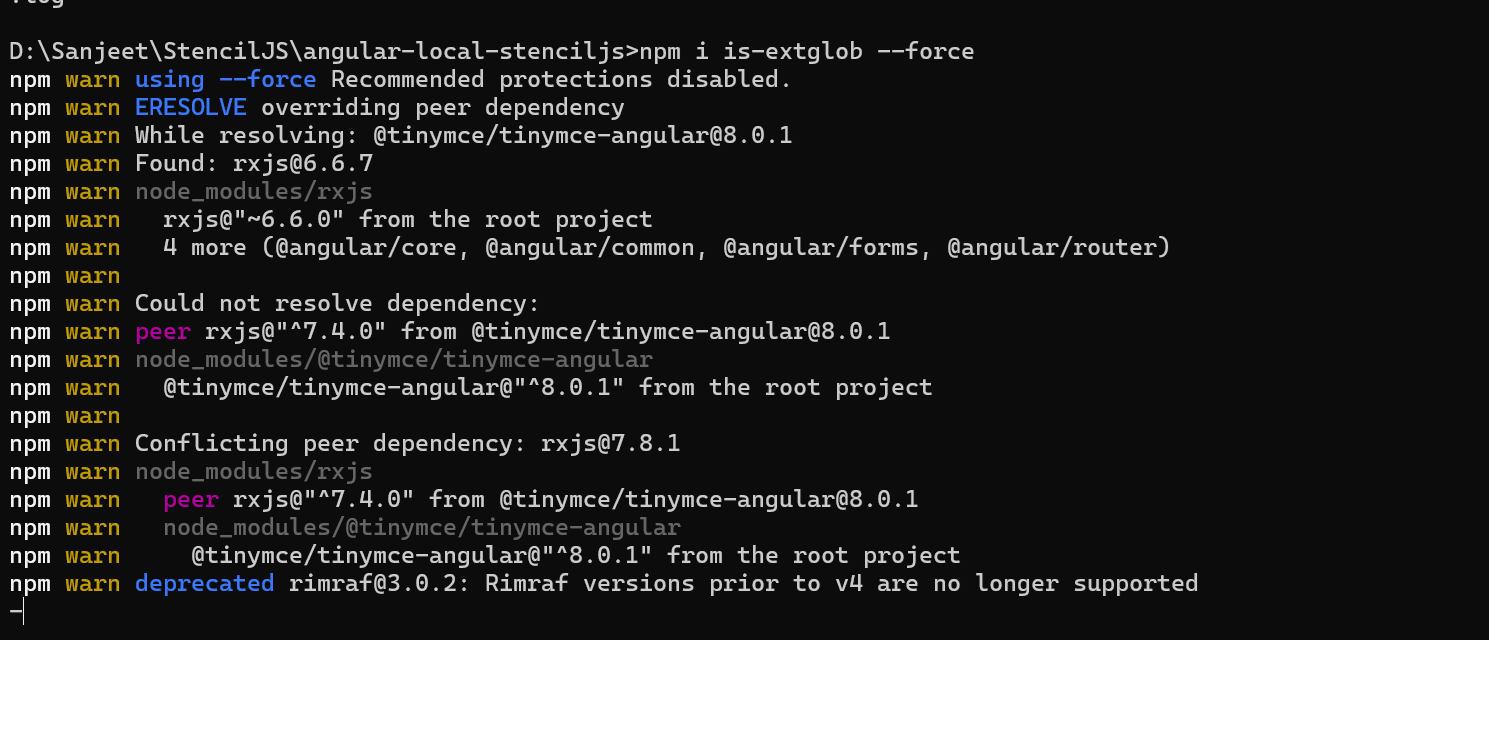 D:\Sanjeet\StencilJS\angular-local-stenciljs>npm i is-extglob --force
npm warn using --force Recommended protections disabled.
npm warn ERESOLVE overriding peer dependency
npm warn While resolving: @tinymce/tinymce-angular@8.0.1
npm warn Found: rxjs@6.6.7
npm warn node_modules/rxjs
npm warn   rxjs@"~6.6.0" from the root project
npm warn   4 more (@angular/core, @angular/common, @angular/forms, @angular/router)
npm warn
npm warn Could not resolve dependency:
npm warn peer rxjs@"^7.4.0" from @tinymce/tinymce-angular@8.0.1
npm warn node_modules/@tinymce/tinymce-angular
npm warn   @tinymce/tinymce-angular@"^8.0.1" from the root project
npm warn
npm warn Conflicting peer dependency: rxjs@7.8.1
npm warn node_modules/rxjs
npm warn   peer rxjs@"^7.4.0" from @tinymce/tinymce-angular@8.0.1
npm warn   node_modules/@tinymce/tinymce-angular
npm warn     @tinymce/tinymce-angular@"^8.0.1" from the root project
npm warn deprecated rimraf@3.0.2: Rimraf versions prior to v4 are no longer supported
-